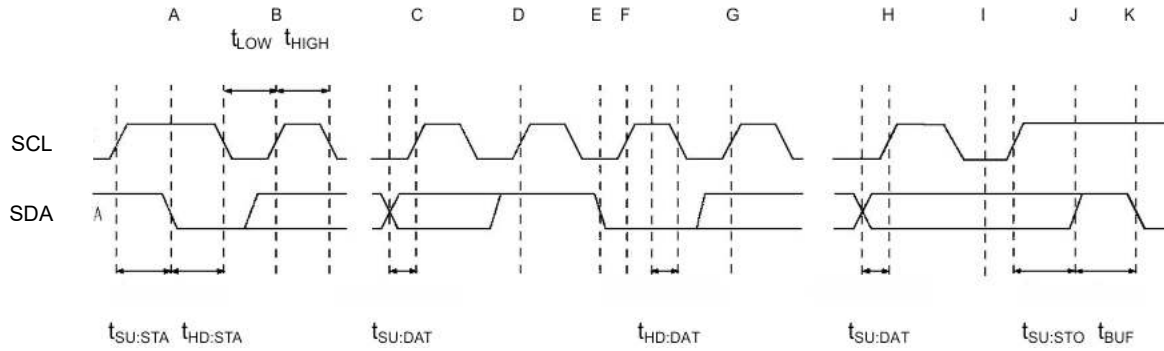 A B C D E F G H I J K
tLOW tHIGH
SCL
SDA A
tSU:STA tHD:STA tSU:DAT tHD:DAT tSU:DAT tSU:STO tBUF